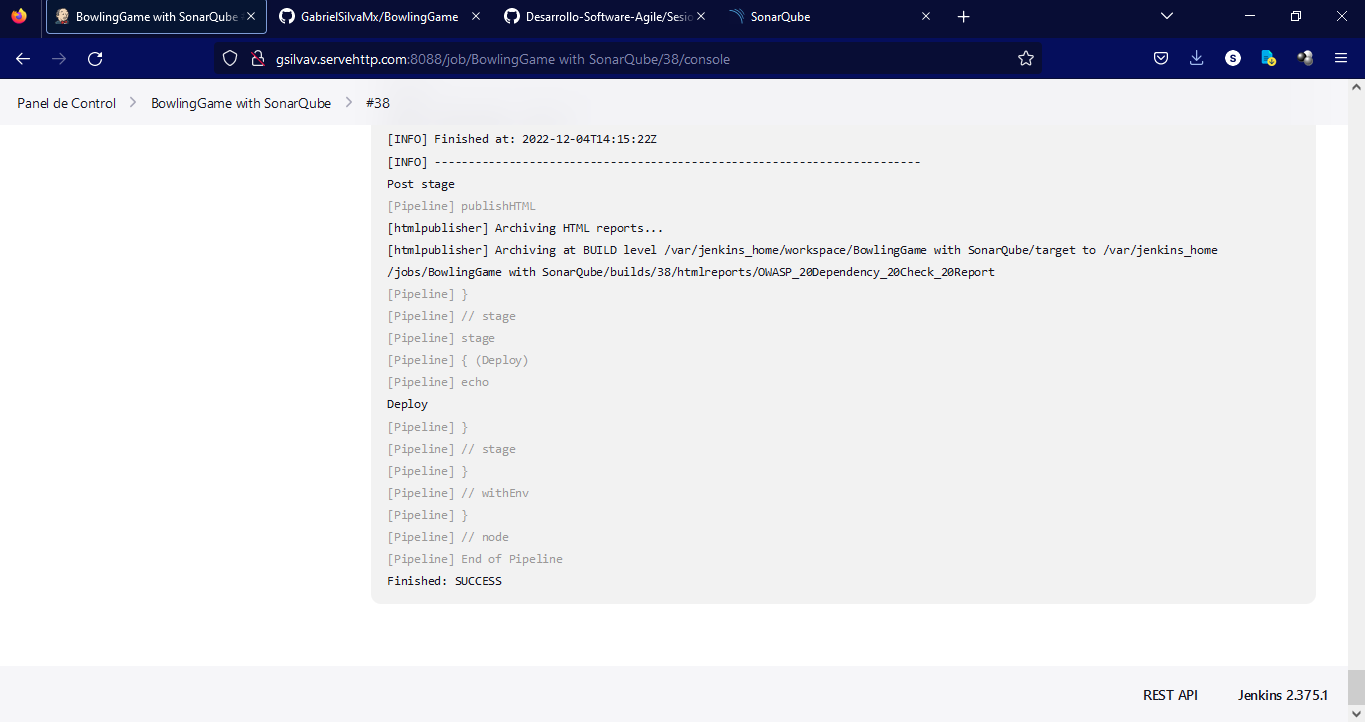 BowlingGame with SonarQube
GabrielSilvaMx/BowlingGame
Desarrollo-Software-Agile/Sesio
SonarQube
gsilvav.servehttp.com:8088/job/BowlingGame with SonarQube/38/console
S
Panel de Control
BowlingGame with SonarQube
#38
[INFO] Finished at: 2022-12-04T14:15:22Z
[INFO] ------------------------------------------------------------------------
Post stage
[Pipeline] publishHTML
[htmlpublisher] Archiving HTML reports...
[htmlpublisher] Archiving at BUILD level /var/jenkins_home/workspace/BowlingGame with SonarQube/target to /var/jenkins_home
/jobs/BowlingGame with SonarQube/builds/38/htmlreports/OWASP_20Dependency_20Check_20Report
[Pipeline] }
[Pipeline] // stage
[Pipeline] stage
[Pipeline] { (Deploy)
[Pipeline] echo
Deploy
[Pipeline] }
[Pipeline] // stage
[Pipeline] }
[Pipeline] // withEnv
[Pipeline] }
[Pipeline] // node
[Pipeline] End of Pipeline
Finished: SUCCESS
REST API
Jenkins 2.375.1